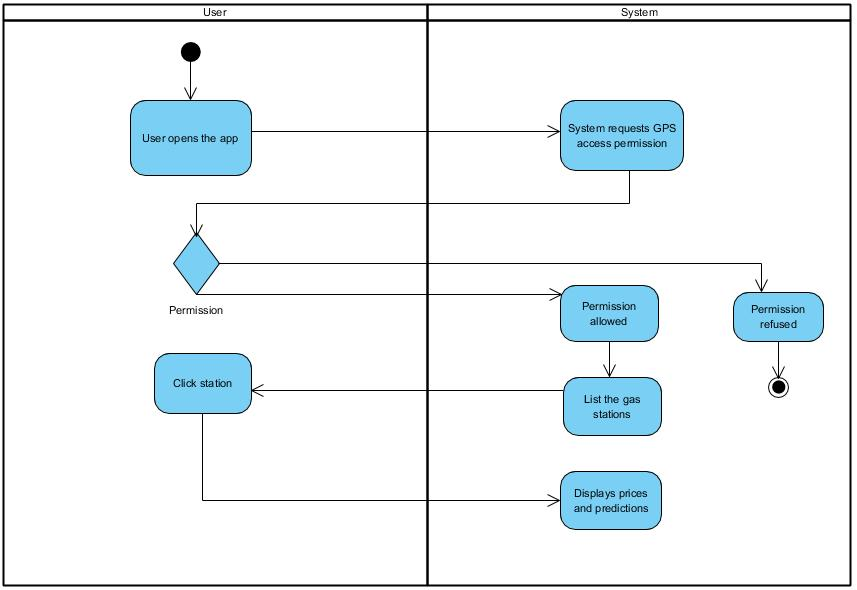 User
System
User opens the app
System requests GPS
access permission
Permission
Permission
allowed
Permission
refused
Click station
List the gas
stations
Displays prices
and predictions